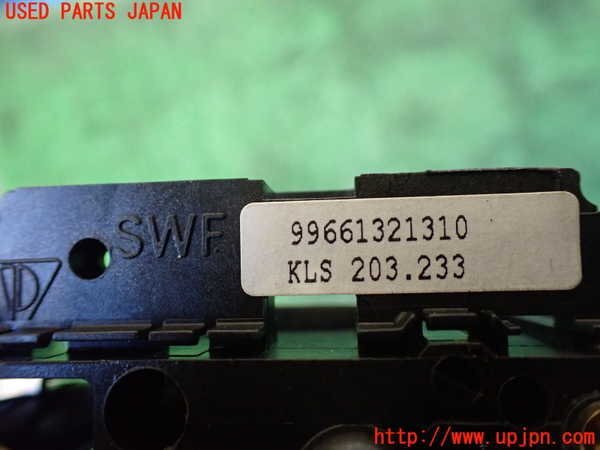 USED PARTS JAPAN
SWF
99661321310
KLS 203.233
http://www.upjpn.com/